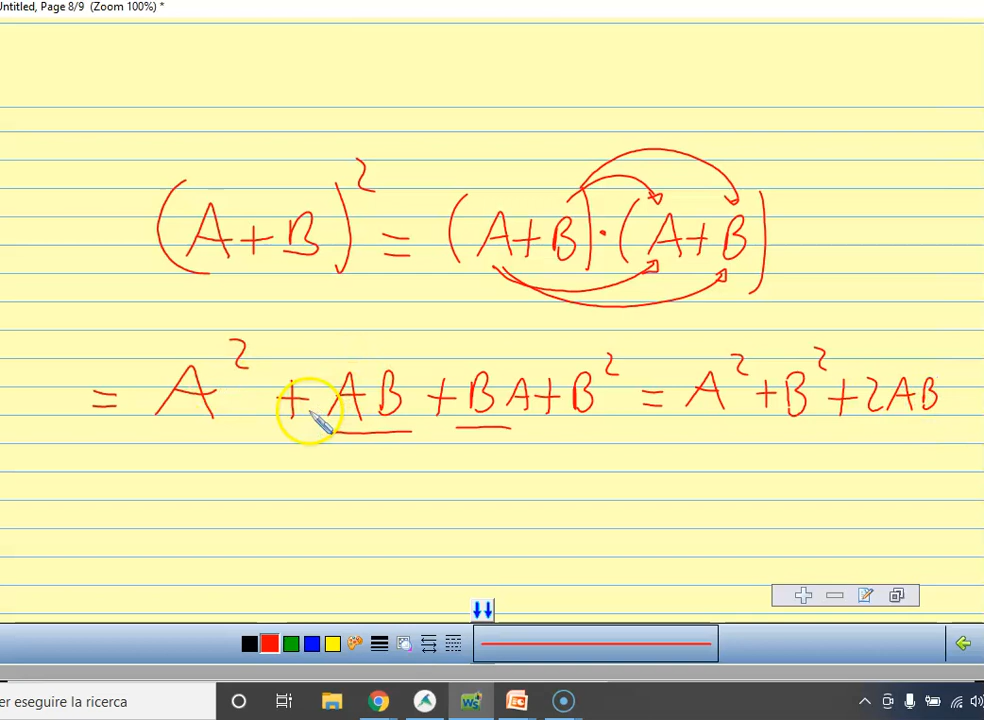 Untitled, Page 8/9 (Zoom 100%) *
(A+B)² = (A+B)·(A+B)
= A² + AB + BA + B² = A² + B² + 2AB
er eseguire la ricerca